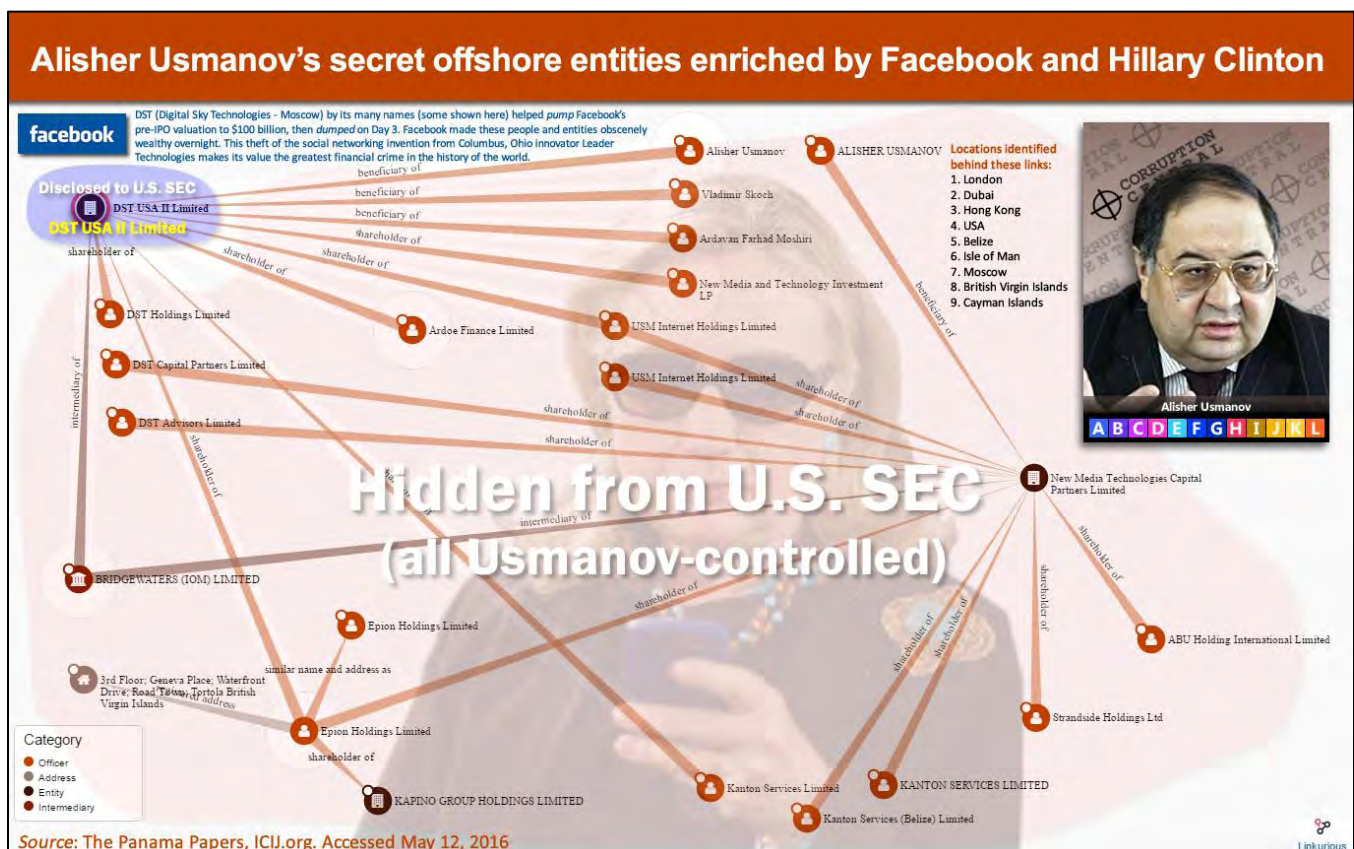 Alisher Usmanov's secret offshore entities enriched by Facebook and Hillary Clinton
facebook
DST (Digital Sky Technologies - Moscow) by its many names (some shown here) helped pump Facebook's
pre-IPO valuation to $100 billion, then dumped on Day 3. Facebook made these people and entities obscenely
wealthy overnight. This theft of the social networking invention from Columbus, Ohio innovator Leader
Technologies makes its value the greatest financial crime in the history of the world.
Disclosed to U.S. SEC
DST USA II Limited
DST USA II Limited
shareholder of
beneficiary of
beneficiary of
beneficiary of
shareholder of
shareholder of
shareholder of
Alisher Usmanov
ALISHER USMANOV
Vladimir Skoch
Ardavan Farhad Moshiri
New Media and Technology Investment
LP
beneficiary of
Locations identified
behind these links:
1. London
2. Dubai
3. Hong Kong
4. USA
5. Belize
6. Isle of Man
7. Moscow
8. British Virgin Islands
9. Cayman Islands
CORRUPTION
CENTRAL
Alisher Usmanov
A B C D E F G H I J K L
DST Holdings Limited
Ardoe Finance Limited
USM Internet Holdings Limited
DST Capital Partners Limited
USM Internet Holdings Limited
DST Advisors Limited
intermediary of
shareholder of
shareholder of
shareholder of
shareholder of
shareholder of
Hidden from U.S. SEC
(all Usmanov-controlled)
New Media Technologies Capital
Partners Limited
intermediary of
BRIDGEWATERS (IOM) LIMITED
shareholder of
shareholder of
shareholder of
shareholder of
shareholder of
Epion Holdings Limited
ABU Holding International Limited
similar name and address as
3rd Floor; Geneva Place; Waterfront
Drive; Road Town; Tortola British
Virgin Islands
registered address
Epion Holdings Limited
Strandside Holdings Ltd
shareholder of
KAPINO GROUP HOLDINGS LIMITED
Kanton Services Limited
KANTON SERVICES LIMITED
Kanton Services (Belize) Limited
Category
Officer
Address
Entity
Intermediary
Source: The Panama Papers, ICIJ.org. Accessed May 12, 2016
Linkurious